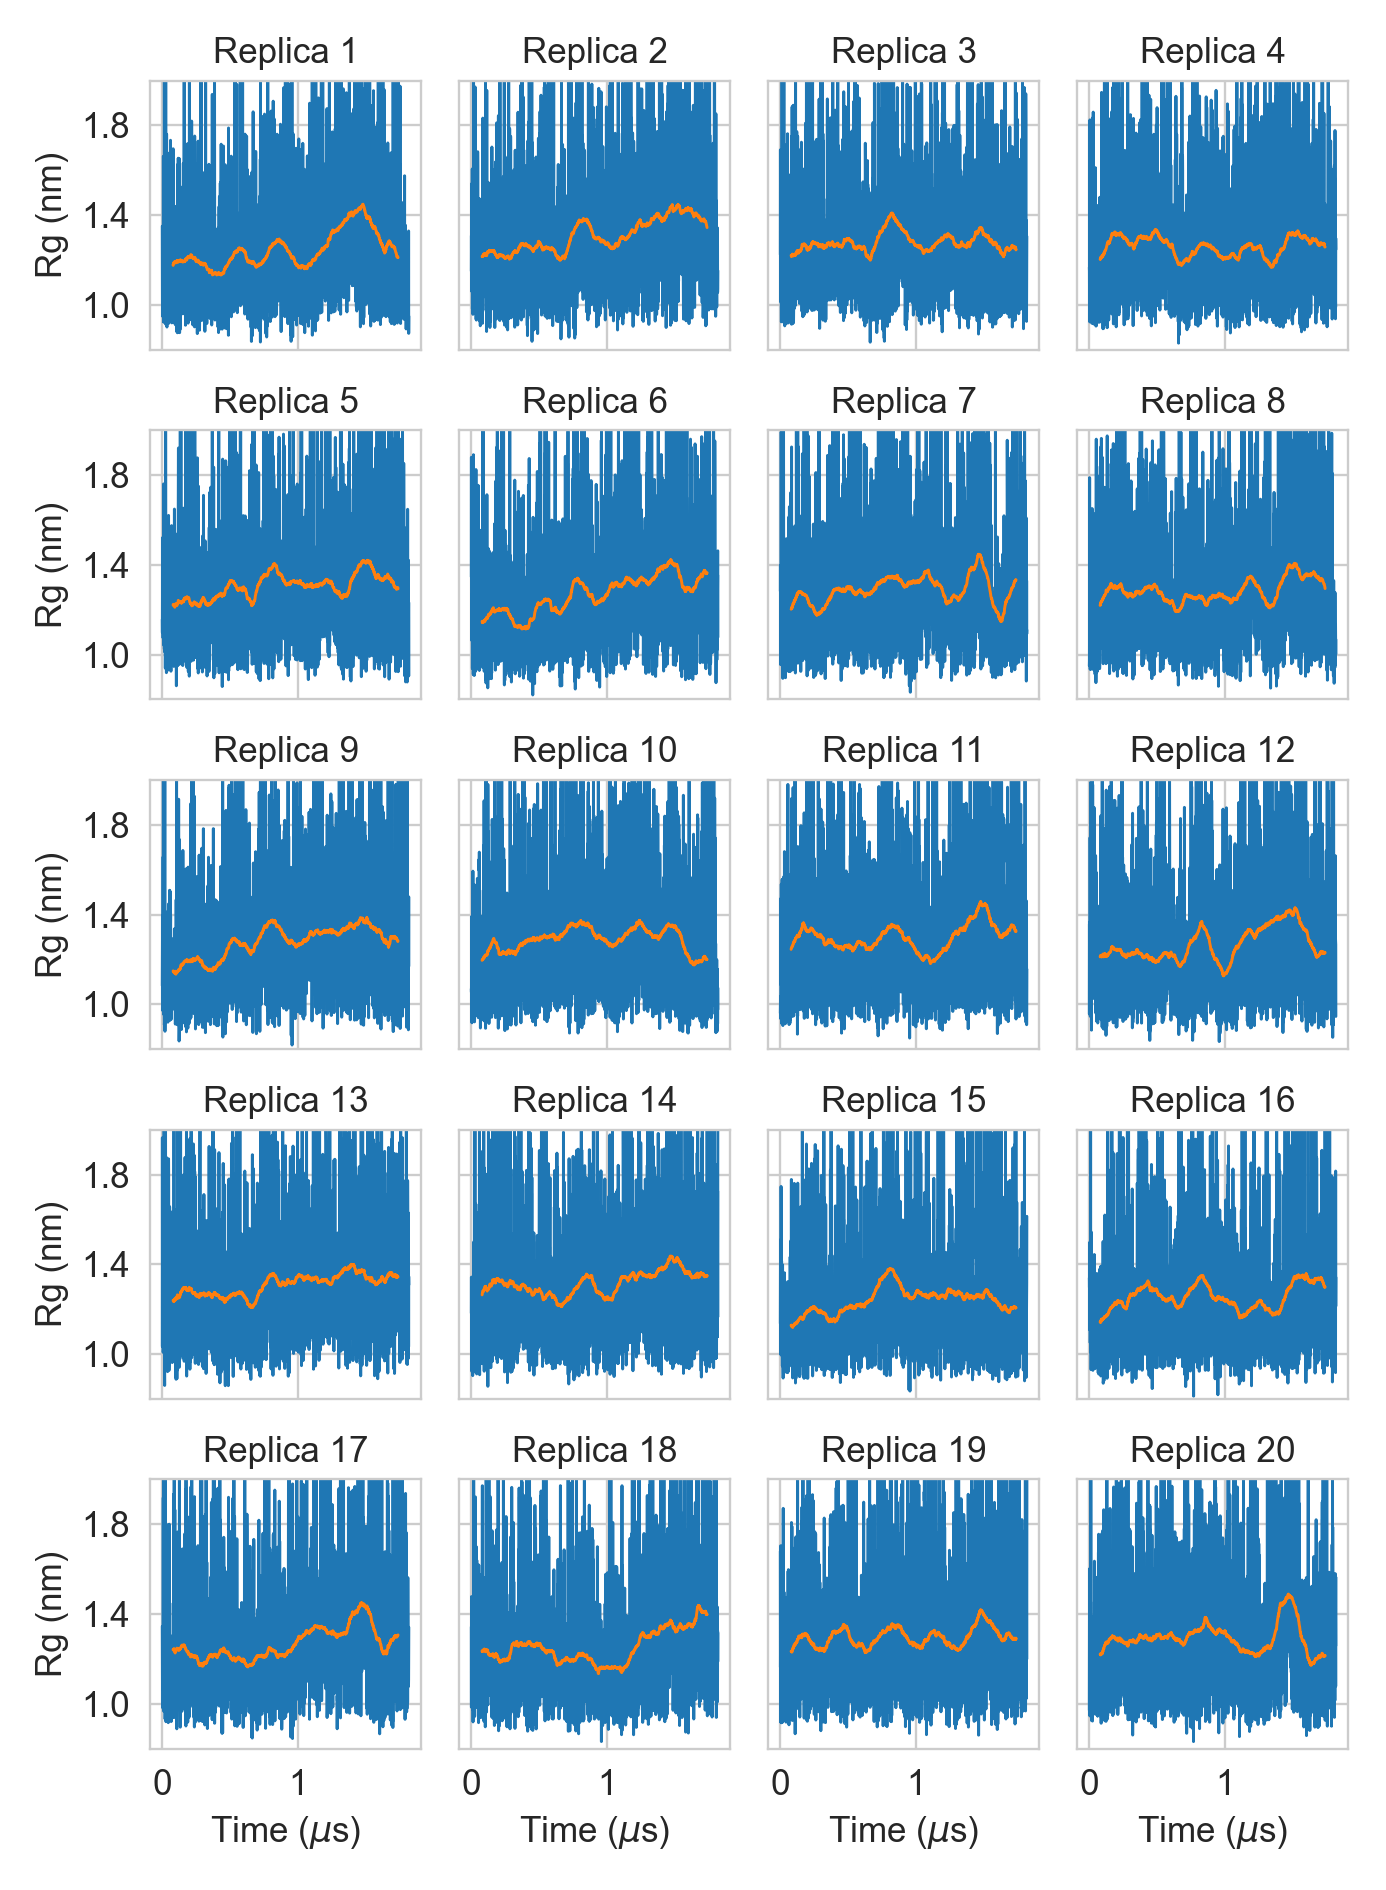 Replica 1 Replica 2 Replica 3 Replica 4
Rg (nm)
1.8
1.4
1.0
Replica 5 Replica 6 Replica 7 Replica 8
Rg (nm)
1.8
1.4
1.0
Replica 9 Replica 10 Replica 11 Replica 12
Rg (nm)
1.8
1.4
1.0
Replica 13 Replica 14 Replica 15 Replica 16
Rg (nm)
1.8
1.4
1.0
Replica 17 Replica 18 Replica 19 Replica 20
Rg (nm)
1.8
1.4
1.0
0 1 0 1 0 1 0 1
Time (μs) Time (μs) Time (μs) Time (μs)